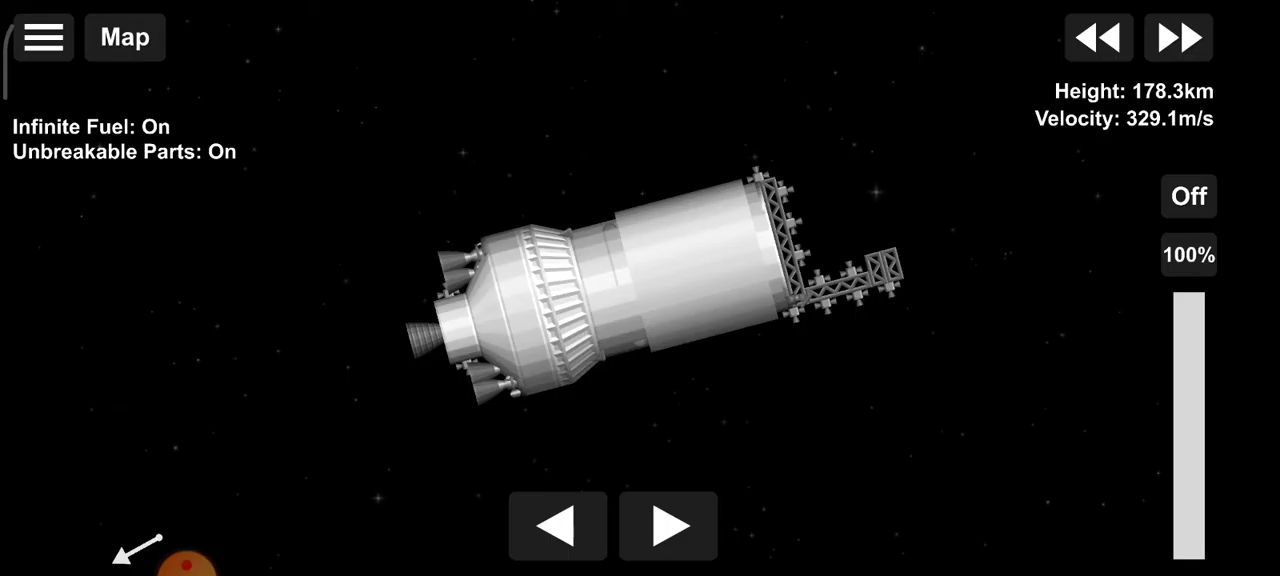 Map
Infinite Fuel: On
Unbreakable Parts: On
Height: 178.3km
Velocity: 329.1m/s
Off
100%